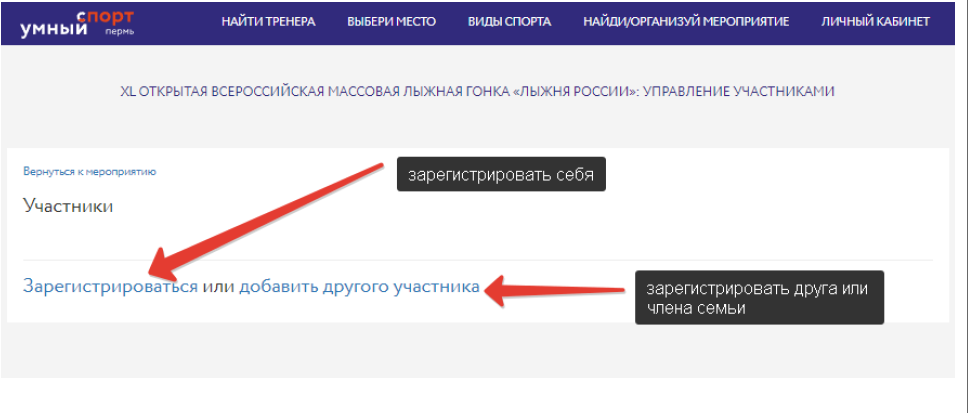 спорт
умный пермь
НАЙТИ ТРЕНЕРА ВЫБЕРИ МЕСТО ВИДЫ СПОРТА НАЙДИ/ОРГАНИЗУЙ МЕРОПРИЯТИЕ ЛИЧНЫЙ КАБИНЕТ
XL ОТКРЫТАЯ ВСЕРОССИЙСКАЯ МАССОВАЯ ЛЫЖНАЯ ГОНКА «ЛЫЖНЯ РОССИИ»: УПРАВЛЕНИЕ УЧАСТНИКАМИ
Вернуться к мероприятию
зарегистрировать себя
Участники
Зарегистрироваться или добавить другого участника
зарегистрировать друга или
члена семьи